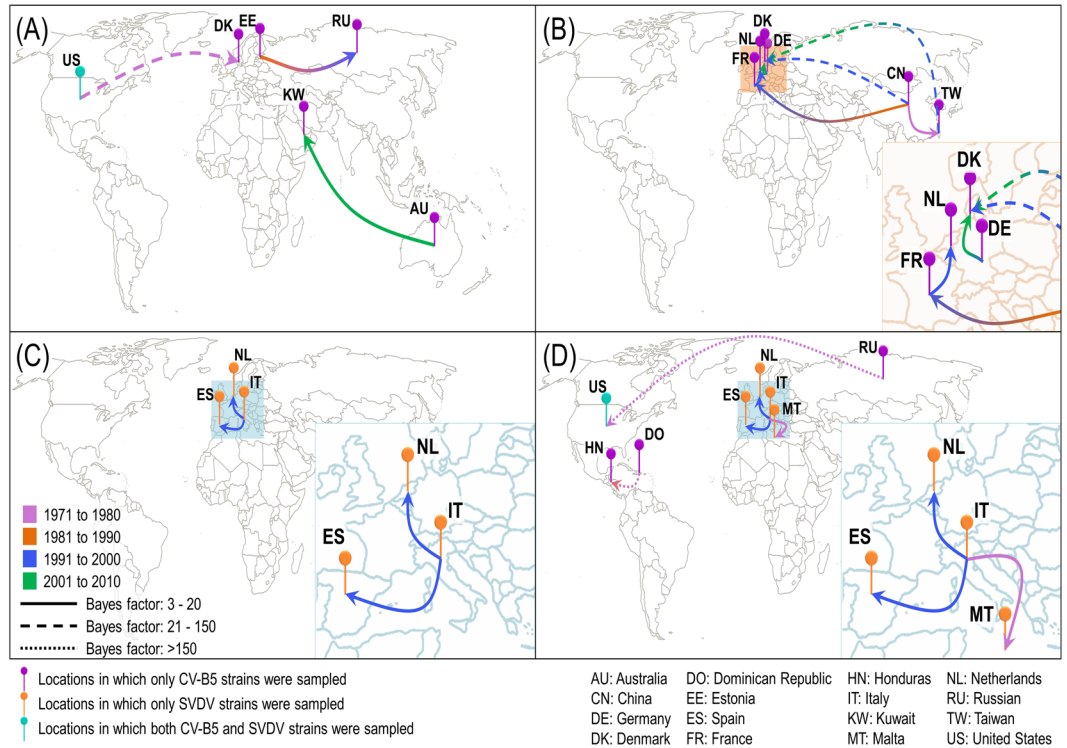 (A)
US
DK
EE
RU
KW
AU
(B)
DK
NL
DE
FR
CN
TW
DK
NL
DE
FR
(C)
NL
ES
IT
NL
IT
ES
1971 to 1980
1981 to 1990
1991 to 2000
2001 to 2010
Bayes factor: 3 - 20
Bayes factor: 21 - 150
Bayes factor: >150
(D)
RU
US
NL
IT
ES
MT
HN
DO
NL
IT
ES
MT
Locations in which only CV-B5 strains were sampled
Locations in which only SVDV strains were sampled
Locations in which both CV-B5 and SVDV strains were sampled
AU: Australia DO: Dominican Republic HN: Honduras NL: Netherlands
CN: China EE: Estonia IT: Italy RU: Russian
DE: Germany ES: Spain KW: Kuwait TW: Taiwan
DK: Denmark FR: France MT: Malta US: United States